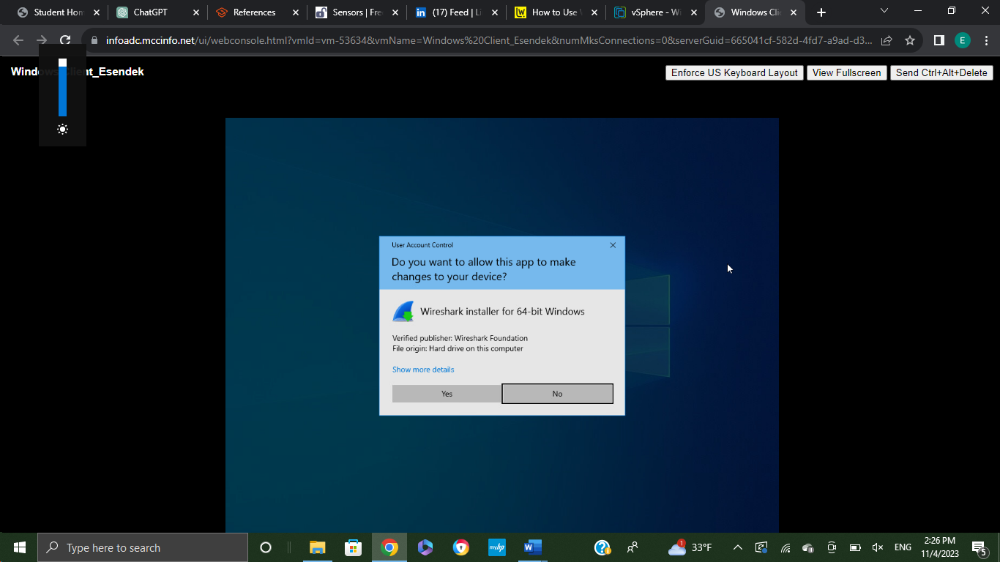 Student Hom
ChatGPT
References
Sensors | Fre
(17) Feed | Li
How to Use W
vSphere - Wi
Windows Clie
infoadc.mccinfo.net/ui/webconsole.html?vmId=vm-53634&vmName=Windows%20Client_Esendek&numMksConnections=0&serverGuid=665041cf-582d-4fd7-a9ad-d3...
E
Windows Client_Esendek
Enforce US Keyboard Layout
View Fullscreen
Send Ctrl+Alt+Delete
User Account Control
Do you want to allow this app to make
changes to your device?
Wireshark installer for 64-bit Windows
Verified publisher: Wireshark Foundation
File origin: Hard drive on this computer
Show more details
Yes
No
Type here to search
myhp
W
1
33°F
ENG
2:26 PM
11/4/2023
5